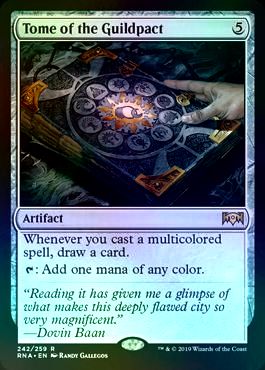 Tome of the Guildpact 5
Artifact
Whenever you cast a multicolored
spell, draw a card.
: Add one mana of any color.
"Reading it has given me a glimpse of
what makes this deeply flawed city so
very magnificent."
—Dovin Baan
242/259 R
RNA • EN Randy Gallegos
™ & © 2019 Wizards of the Coast